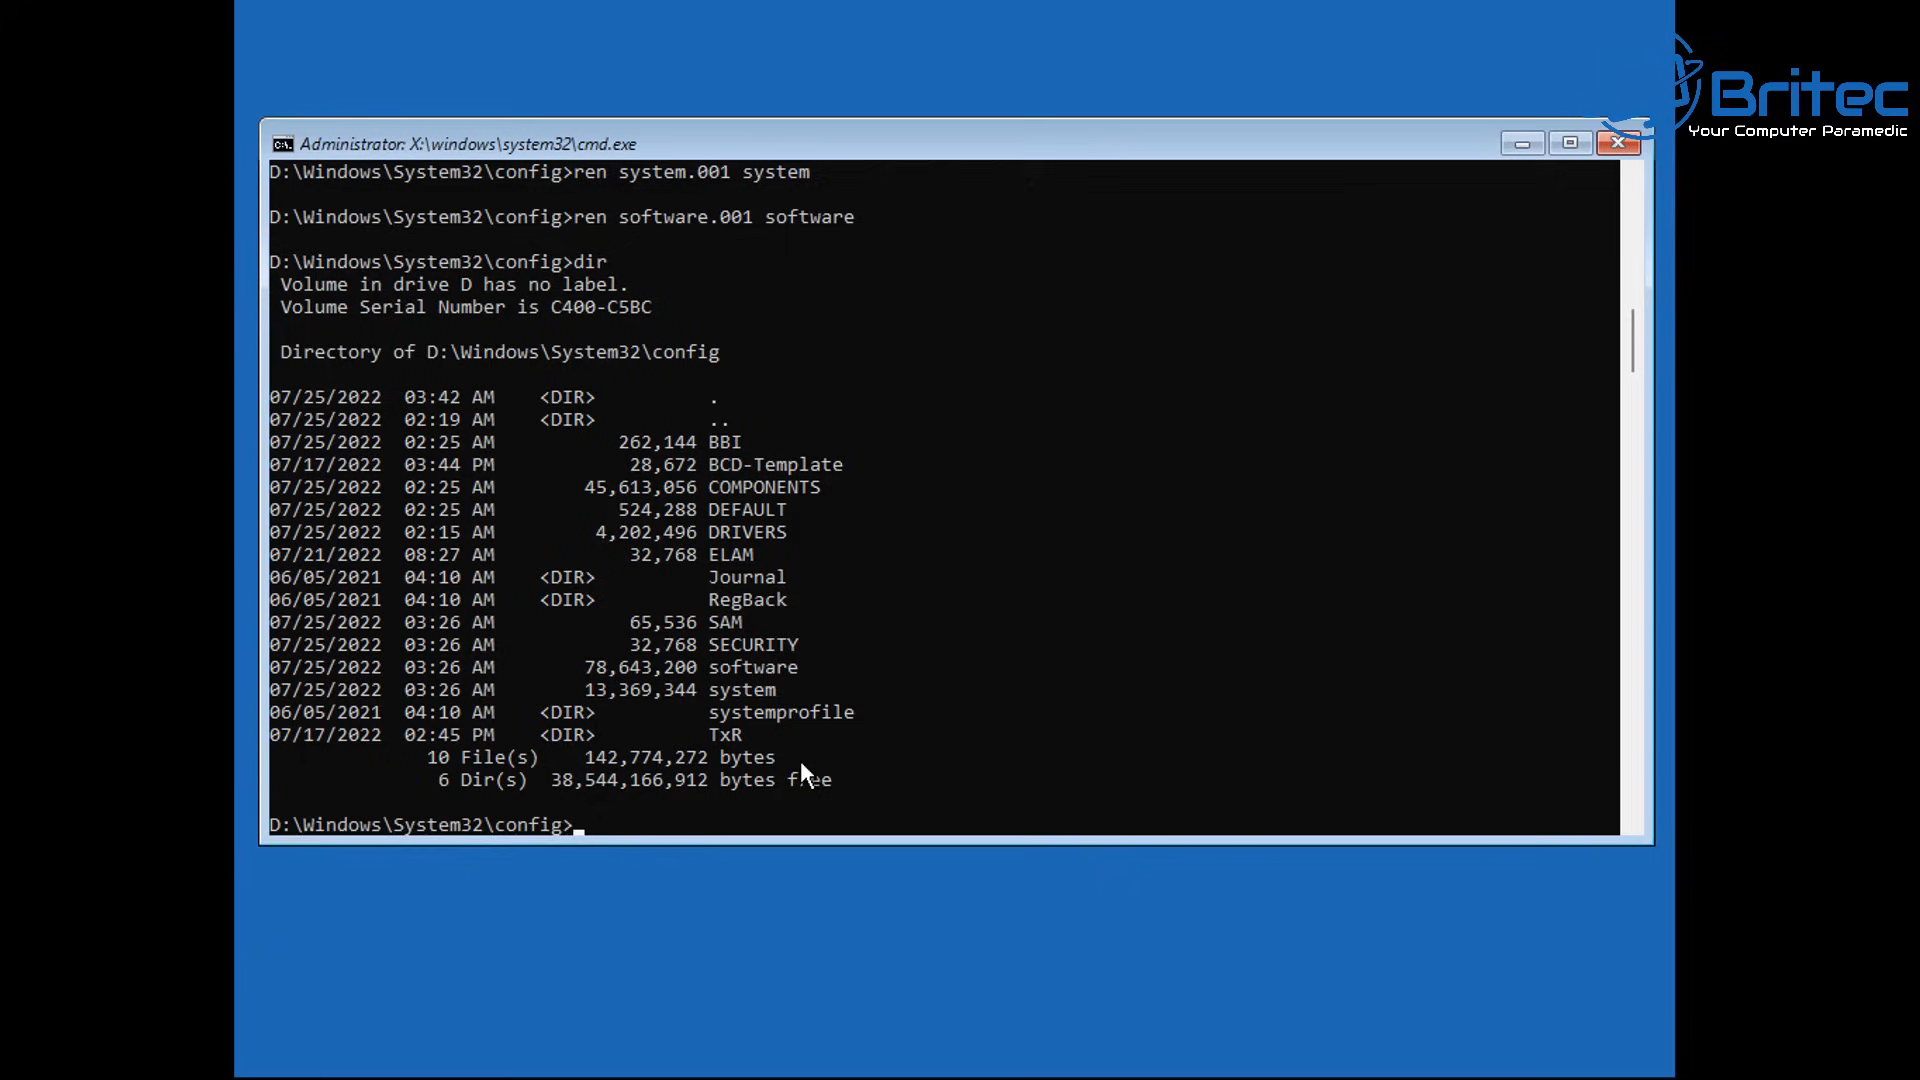 Britec
Your Computer Paramedic
Administrator: X:\windows\system32\cmd.exe
D:\Windows\System32\config>ren system.001 system
D:\Windows\System32\config>ren software.001 software
D:\Windows\System32\config>dir
Volume in drive D has no label.
Volume Serial Number is C400-C5BC
Directory of D:\Windows\System32\config
07/25/2022 03:42 AM <DIR> .
07/25/2022 02:19 AM <DIR> ..
07/25/2022 02:25 AM 262,144 BBI
07/17/2022 03:44 PM 28,672 BCD-Template
07/25/2022 02:25 AM 45,613,056 COMPONENTS
07/25/2022 02:25 AM 524,288 DEFAULT
07/25/2022 02:15 AM 4,202,496 DRIVERS
07/21/2022 08:27 AM 32,768 ELAM
06/05/2021 04:10 AM <DIR> Journal
06/05/2021 04:10 AM <DIR> RegBack
07/25/2022 03:26 AM 65,536 SAM
07/25/2022 03:26 AM 32,768 SECURITY
07/25/2022 03:26 AM 78,643,200 software
07/25/2022 03:26 AM 13,369,344 system
06/05/2021 04:10 AM <DIR> systemprofile
07/17/2022 02:45 PM <DIR> TxR
10 File(s) 142,774,272 bytes
6 Dir(s) 38,544,166,912 bytes free
D:\Windows\System32\config>